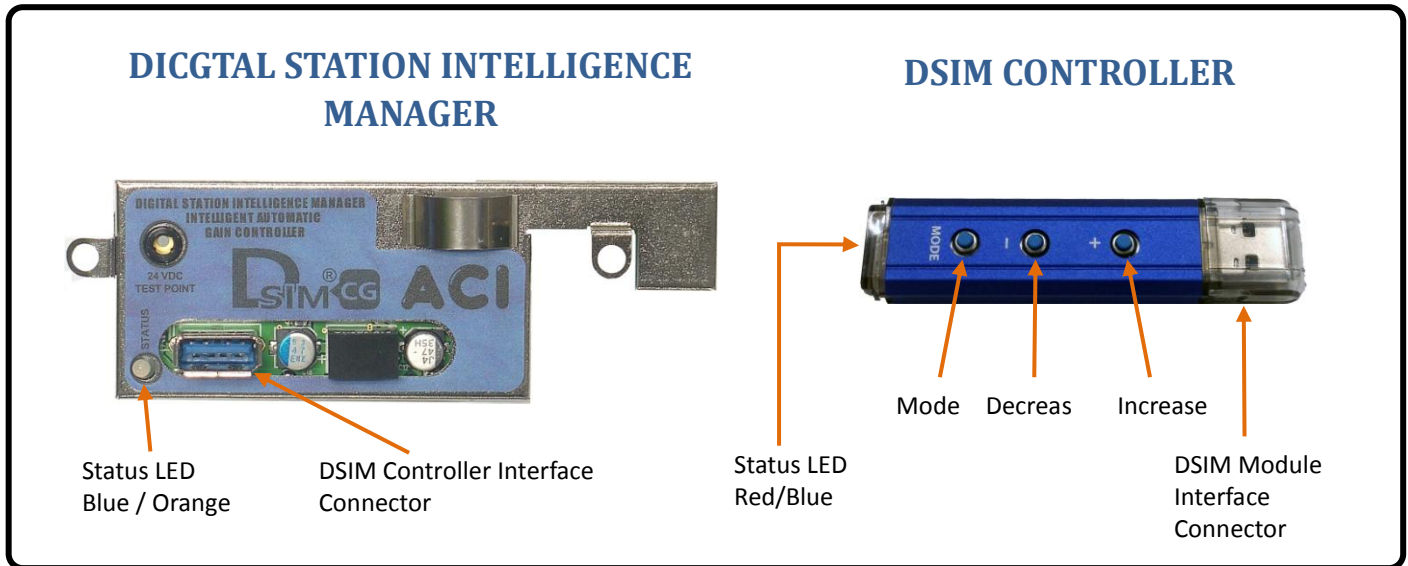 DICGTAL STATION INTELLIGENCE
MANAGER
DIGITAL STATION INTELLIGENCE MANAGER
INTELLIGENT AUTOMATIC
GAIN CONTROLLER
24 VDC
TEST POINT
DSIM® CG ACI
STATUS
Status LED
Blue / Orange
DSIM Controller Interface
Connector
DSIM CONTROLLER
MODE - +
Mode Decreas Increase
Status LED
Red/Blue
DSIM Module
Interface
Connector